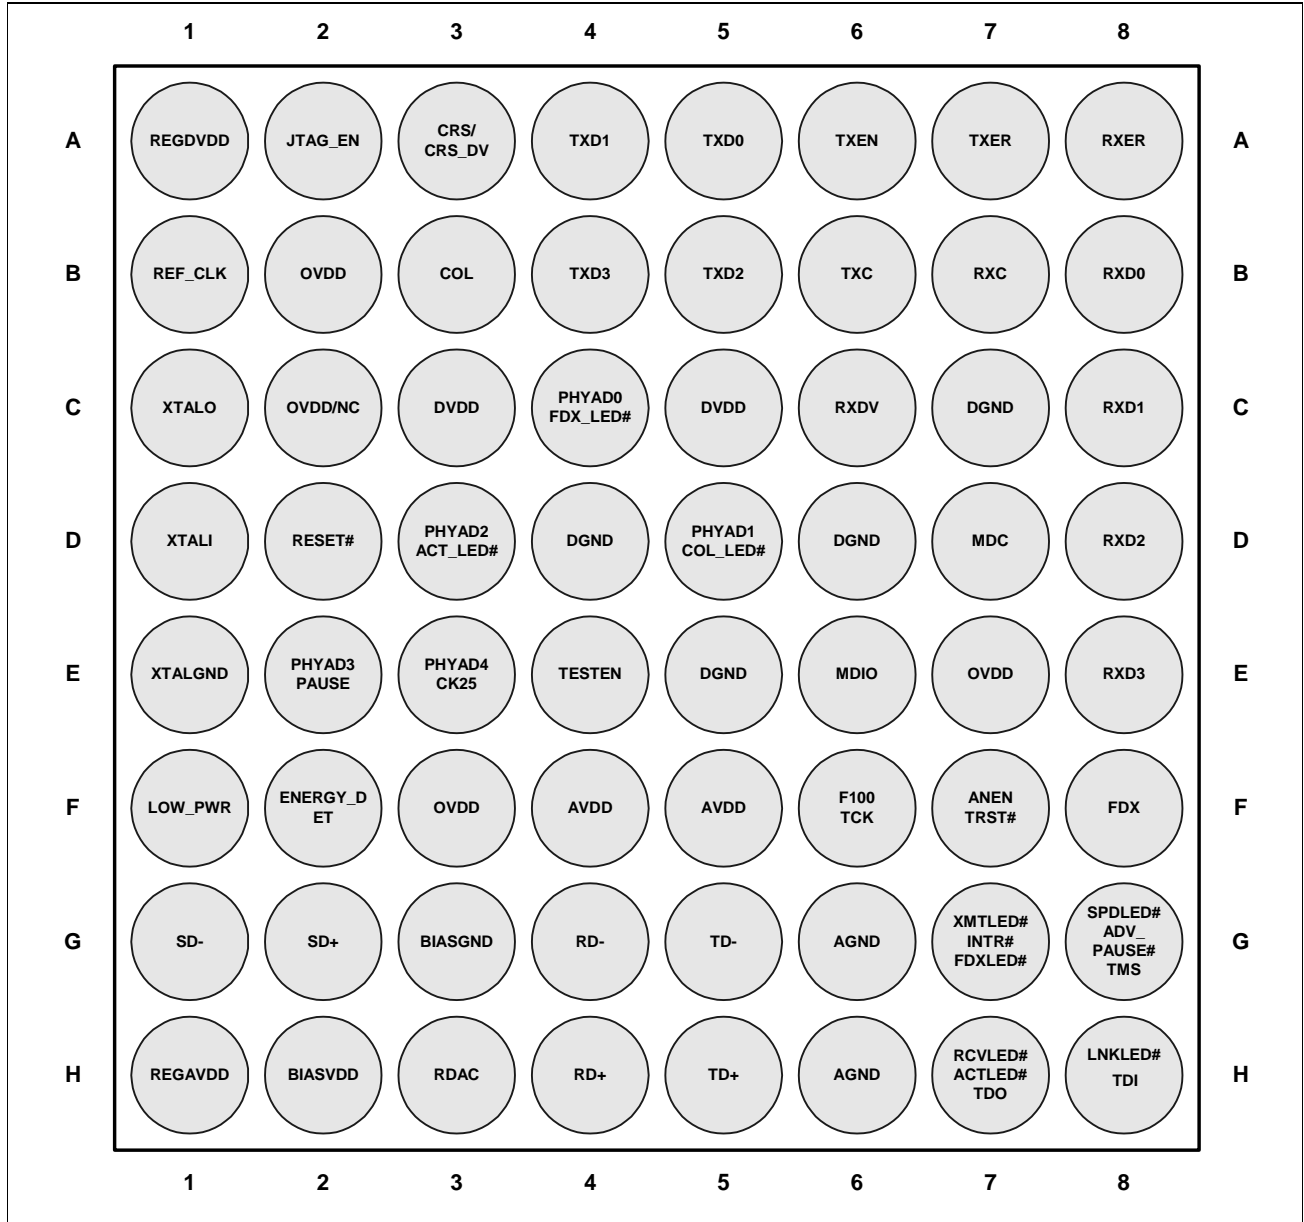 1 2 3 4 5 6 7 8
A REGDVDD JTAG_EN CRS/
CRS_DV TXD1 TXD0 TXEN TXER RXER A
B REF_CLK OVDD COL TXD3 TXD2 TXC RXC RXD0 B
C XTALO OVDD/NC DVDD PHYAD0
FDX_LED# DVDD RXDV DGND RXD1 C
D XTALI RESET# PHYAD2
ACT_LED# DGND PHYAD1
COL_LED# DGND MDC RXD2 D
E XTALGND PHYAD3
PAUSE PHYAD4
CK25 TESTEN DGND MDIO OVDD RXD3 E
F LOW_PWR ENERGY_D
ET OVDD AVDD AVDD F100
TCK ANEN
TRST# FDX F
G SD- SD+ BIASGND RD- TD- AGND XMTLED#
INTR#
FDXLED# SPDLED#
ADV_
PAUSE#
TMS G
H REGAVDD BIASVDD RDAC RD+ TD+ AGND RCVLED#
ACTLED#
TDO LNKLED#
TDI H
1 2 3 4 5 6 7 8